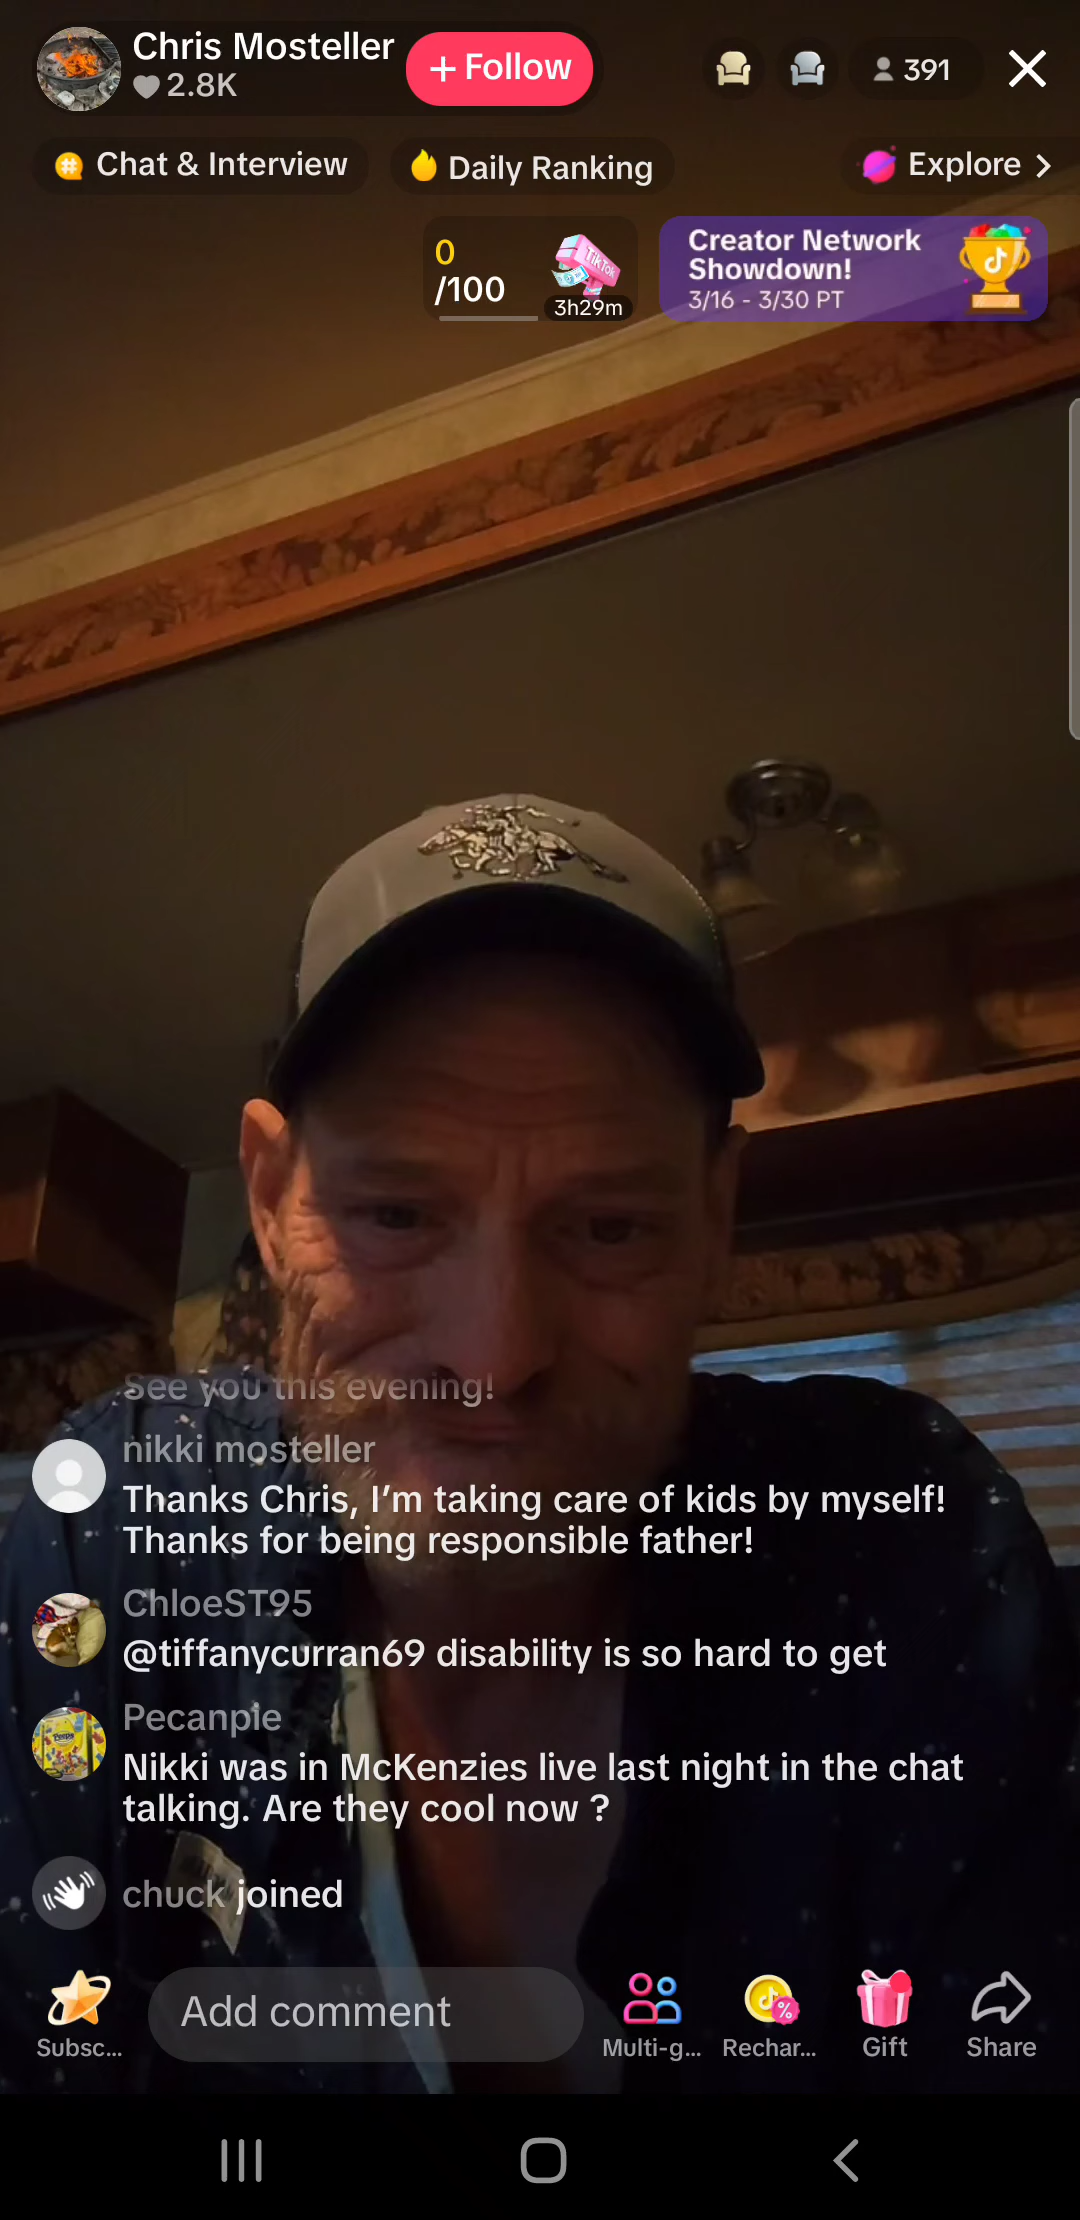 Chris Mosteller
2.8K
+ Follow
391
Chat & Interview
Daily Ranking
Explore >
0
/100
TikTok
3h29m
Creator Network
Showdown!
3/16 - 3/30 PT
See you this evening!
nikki mosteller
Thanks Chris, I'm taking care of kids by myself!
Thanks for being responsible father!
ChloeST95
@tiffanycurran69 disability is so hard to get
Pecanpie
Nikki was in McKenzies live last night in the chat
talking. Are they cool now ?
chuck joined
Add comment
Subsc...
Multi-g...
Rechar...
Gift
Share